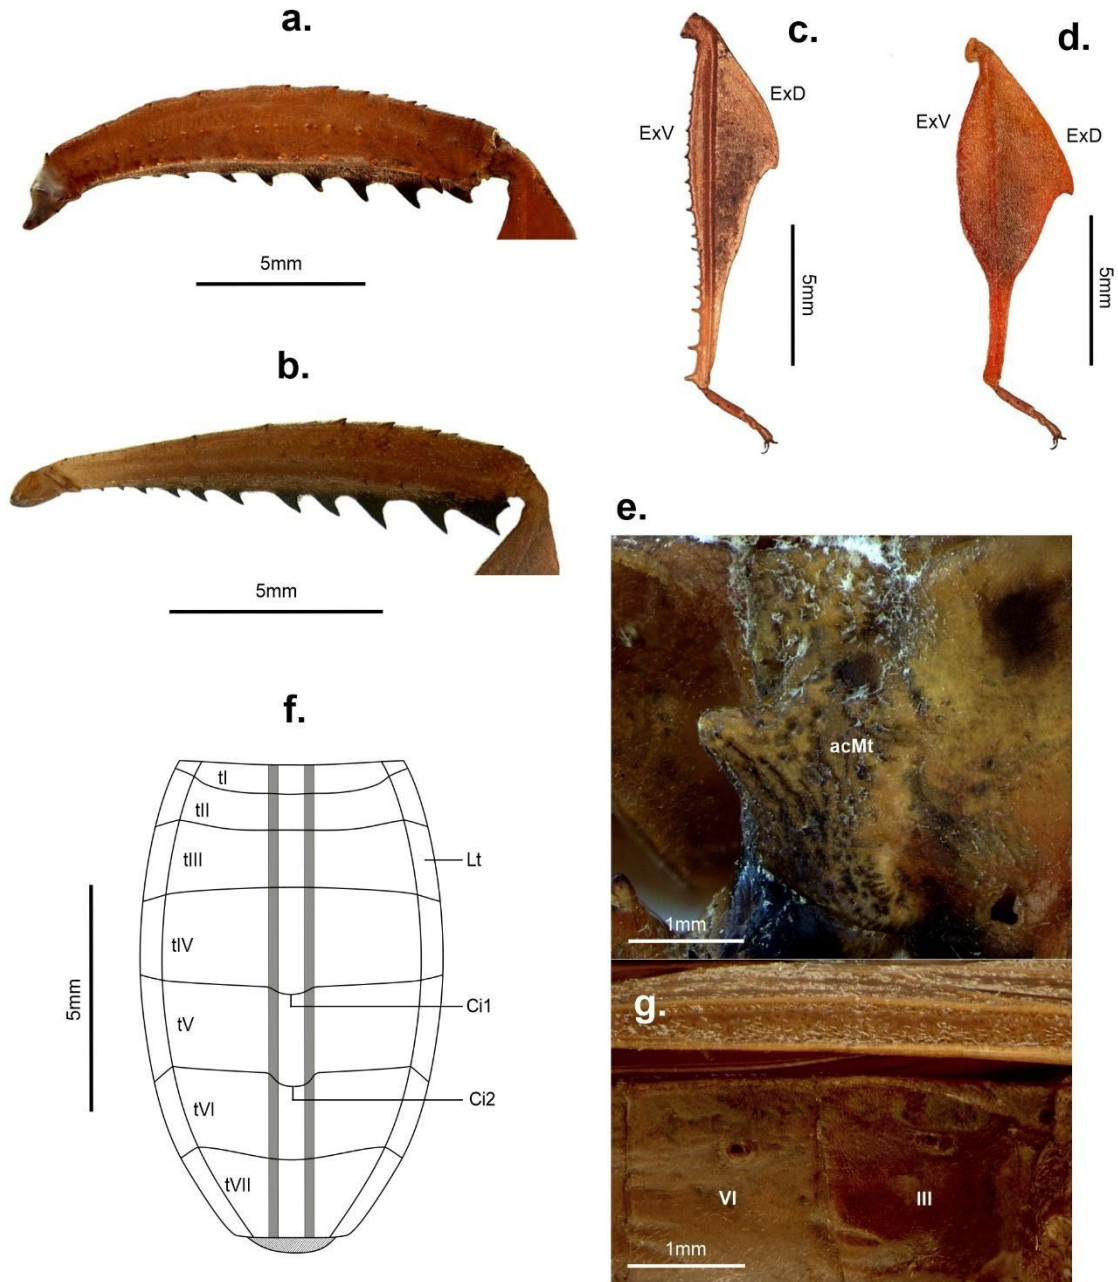 a.
5mm
b.
5mm
c.
ExV
ExD
5mm
d.
ExV
ExD
5mm
e.
acMt
1mm
f.
tI
tII
tIII
Lt
tIV
tV
Ci1
tVI
Ci2
tVII
5mm
g.
VI
III
1mm